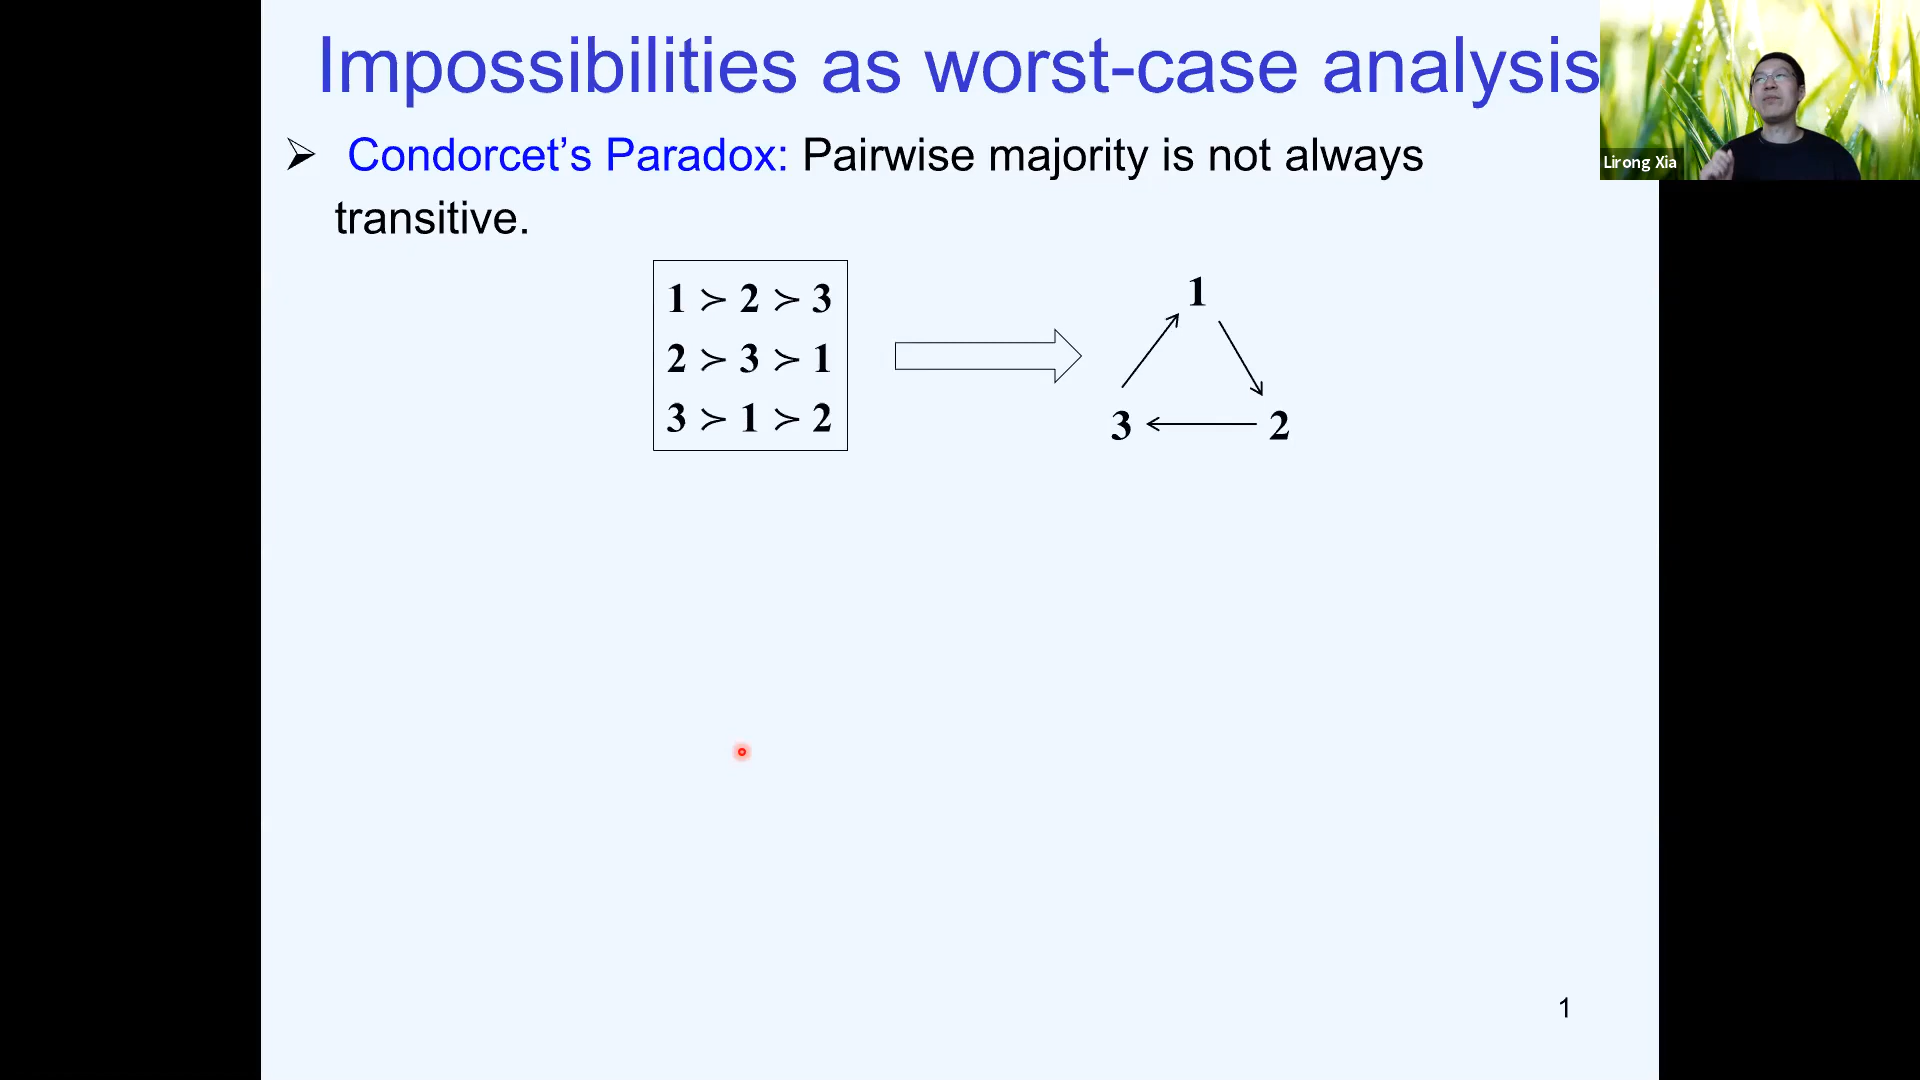 Impossibilities as worst-case analysis
Lirong Xia
➢ Condorcet’s Paradox: Pairwise majority is not always
transitive.
1 ≻ 2 ≻ 3
2 ≻ 3 ≻ 1
3 ≻ 1 ≻ 2
1
3
2
1